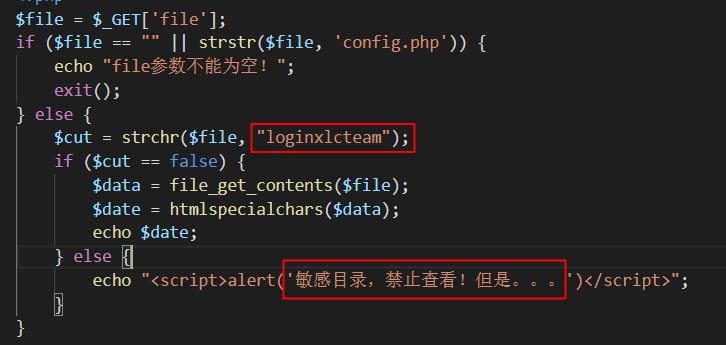 $file = $_GET['file'];
if ($file == "" || strstr($file, 'config.php')) {
    echo "file参数不能为空！";
    exit();
} else {
    $cut = strchr($file, "loginxlcteam");
    if ($cut == false) {
        $data = file_get_contents($file);
        $date = htmlspecialchars($data);
        echo $date;
    } else {
        echo "<script>alert('敏感目录，禁止查看！但是。。。')</script>";
    }
}